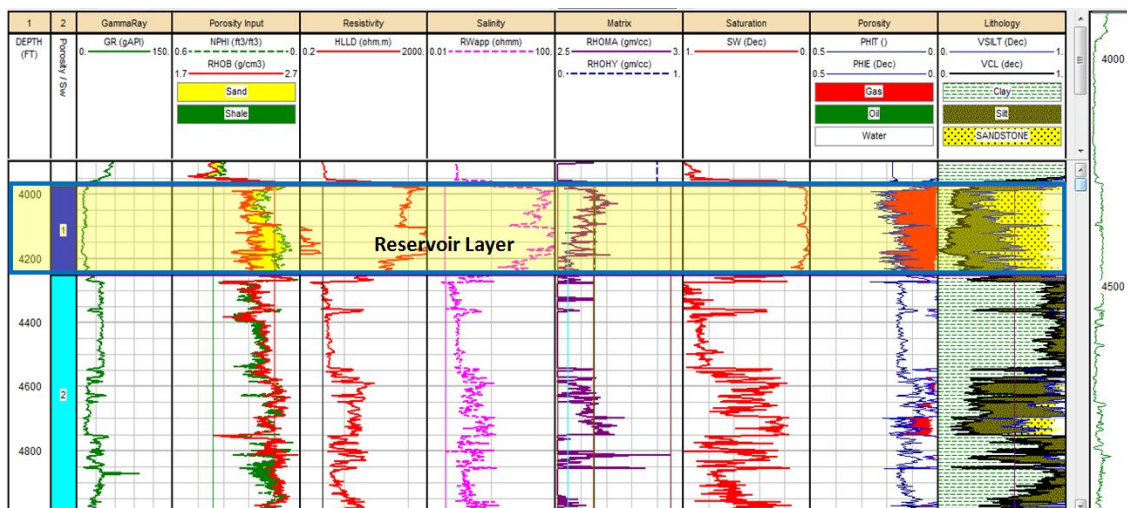 1 2 GammaRay Porosity Input Resistivity Salinity Matrix Saturation Porosity Lithology
DEPTH (FT)
Porosity / Sw
GR (gAPI)
0. 150.
NPHI (ft3/ft3)
0.6 0.
RHOB (g/cm3)
1.7 2.7
Sand
Shale
HLLD (ohm.m)
0.2 2000.
RWapp (ohmm)
0.01 100.
RHOMA (gm/cc)
2.5 3.
RHOHY (gm/cc)
0. 1.
SW (Dec)
1. 0.
PHIT ()
0.5 0.
PHIE (Dec)
0.5 0.
Gas
Oil
Water
VSILT (Dec)
0. 1.
VCL (dec)
0. 1.
Clay
Silt
SANDSTONE
4000
1
Reservoir Layer
4200
4400
4600
2
4800
4000
4500